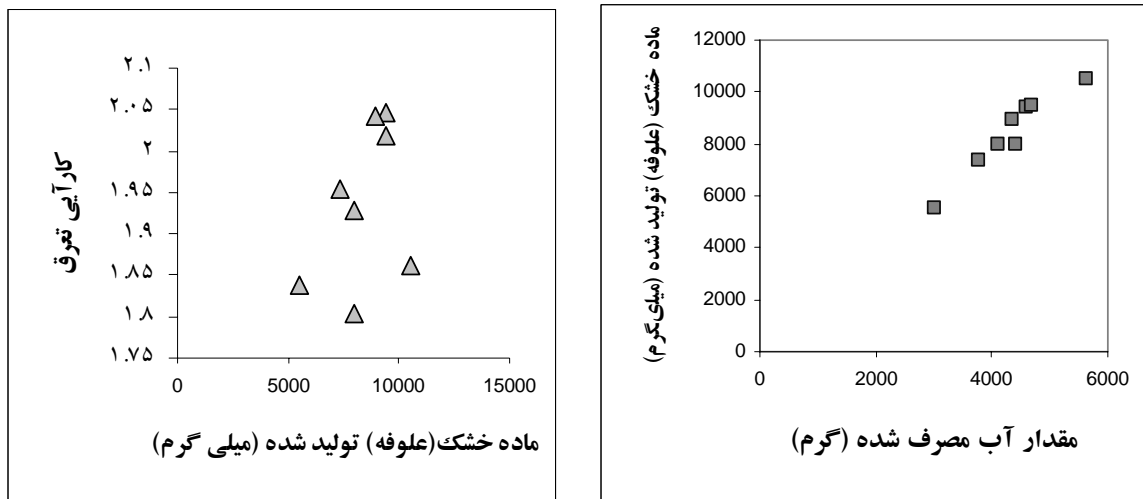 ۲.۱
۲.۰۵
۲
۱.۹۵
۱.۹
۱.۸۵
۱.۸
۱.۷۵
کارآیی تعرق
0 5000 10000 15000
ماده خشک(علوفه) تولید شده (میلی گرم)
12000
10000
8000
6000
4000
2000
0
ماده خشک (علوفه) تولید شده (میلی گرم)
0 2000 4000 6000
مقدار آب مصرف شده (گرم)